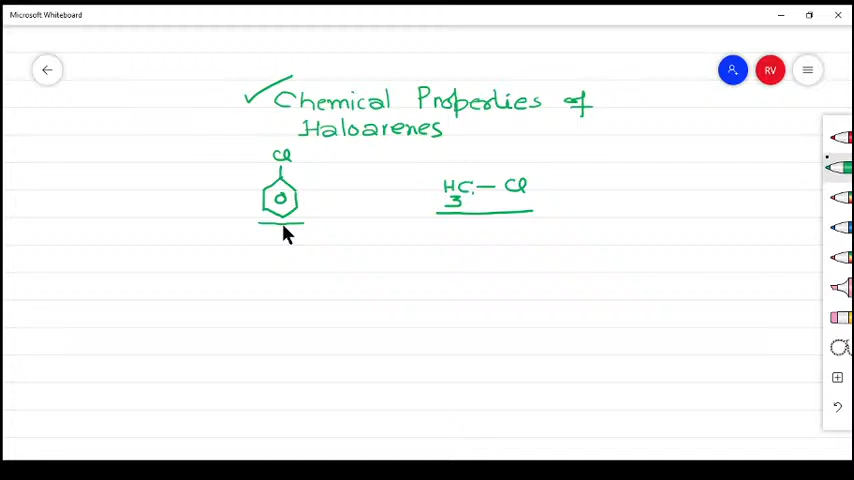 Microsoft Whiteboard
RV
Chemical Properties of
Haloarenes
Cl
H3C — Cl